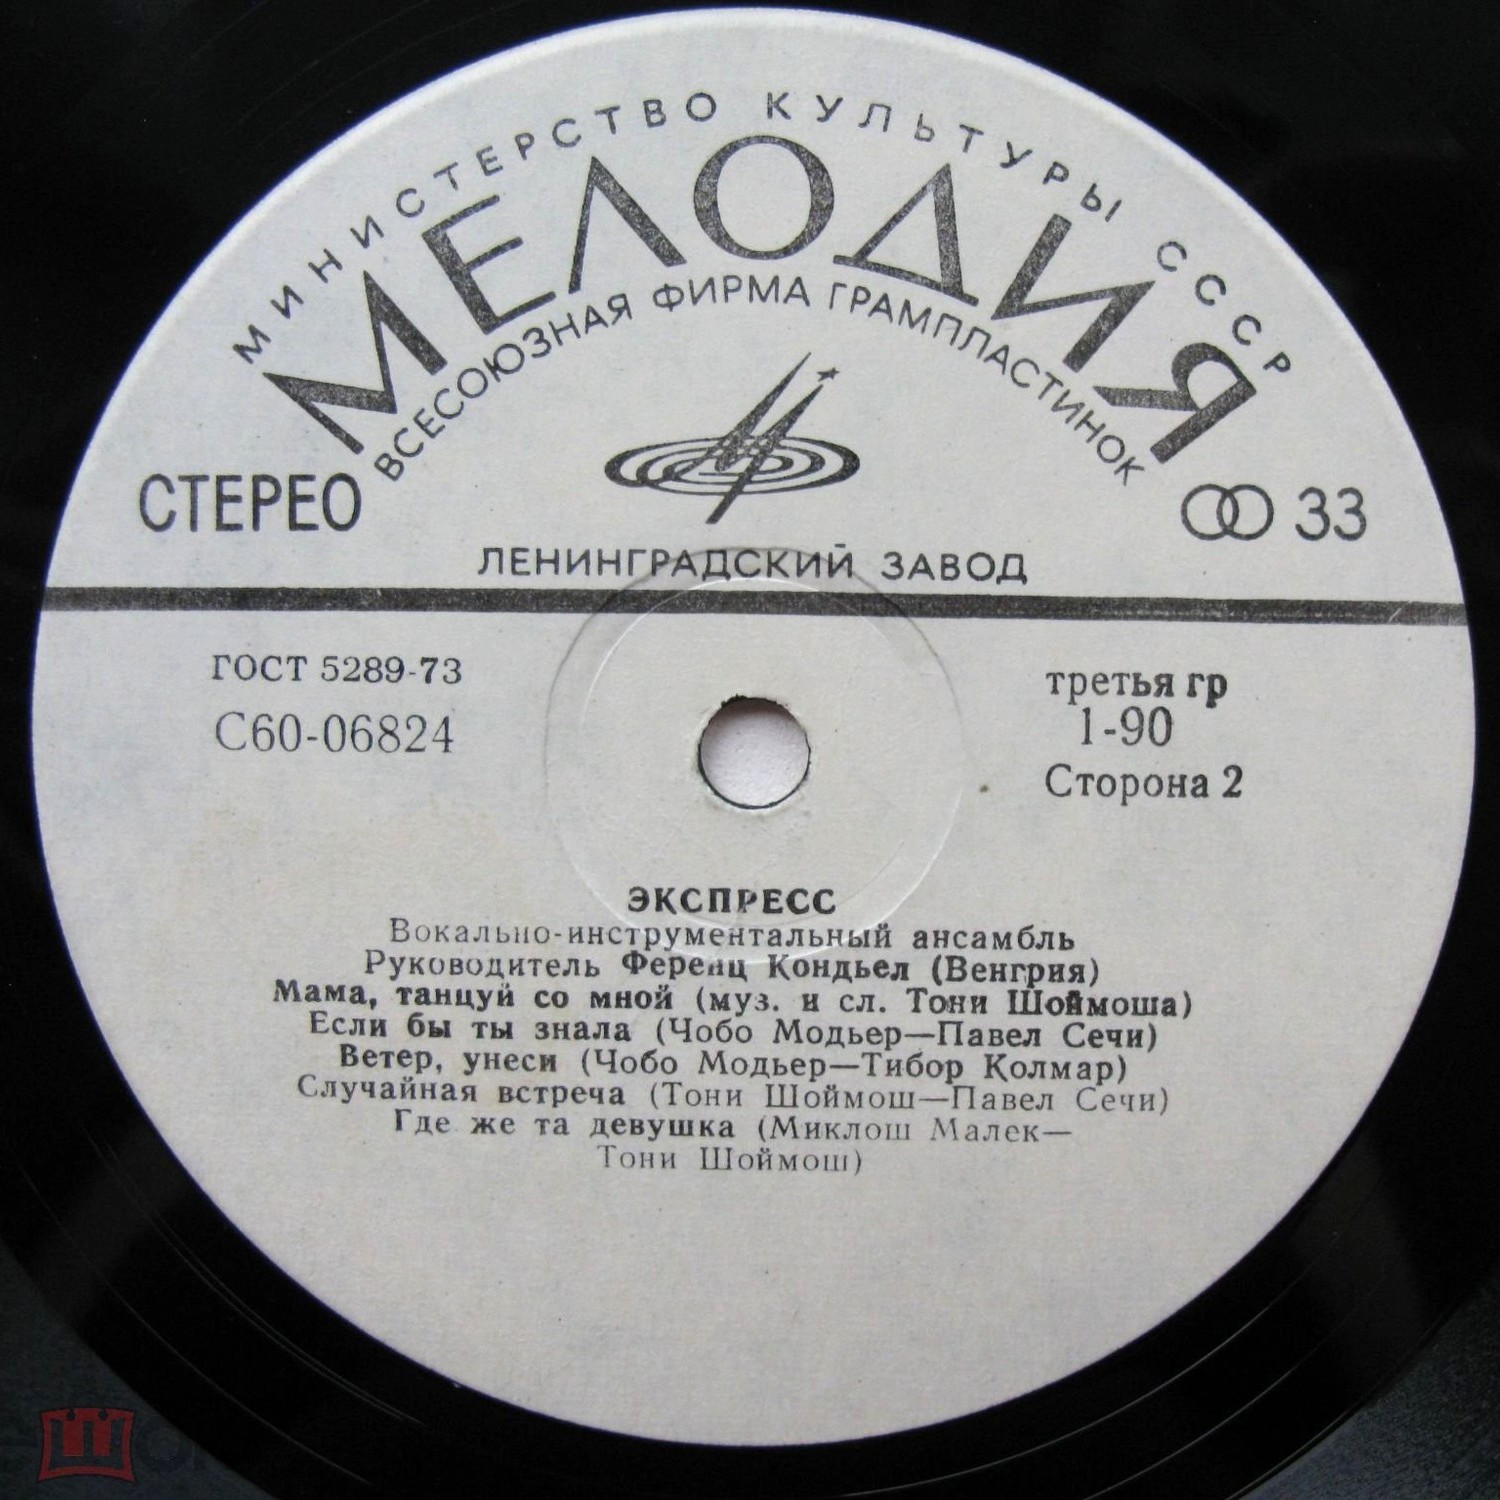 МИНИСТЕРСТВО КУЛЬТУРЫ СССР
МЕЛОДИЯ
ВСЕСОЮЗНАЯ ФИРМА ГРАМПЛАСТИНОК
СТЕРЕО
33
ЛЕНИНГРАДСКИЙ ЗАВОД
ГОСТ 5289-73
С60-06824
третья гр
1-90
Сторона 2
ЭКСПРЕСС
Вокально-инструментальный ансамбль
Руководитель Ференц Кондьел (Венгрия)
Мама, танцуй со мной (муз. и сл. Тони Шоймоша)
Если бы ты знала (Чобо Модьер—Павел Сечи)
Ветер, унеси (Чобо Модьер—Тибор Колмар)
Случайная встреча (Тони Шоймош—Павел Сечи)
Где же та девушка (Миклош Малек—
Тони Шоймош)